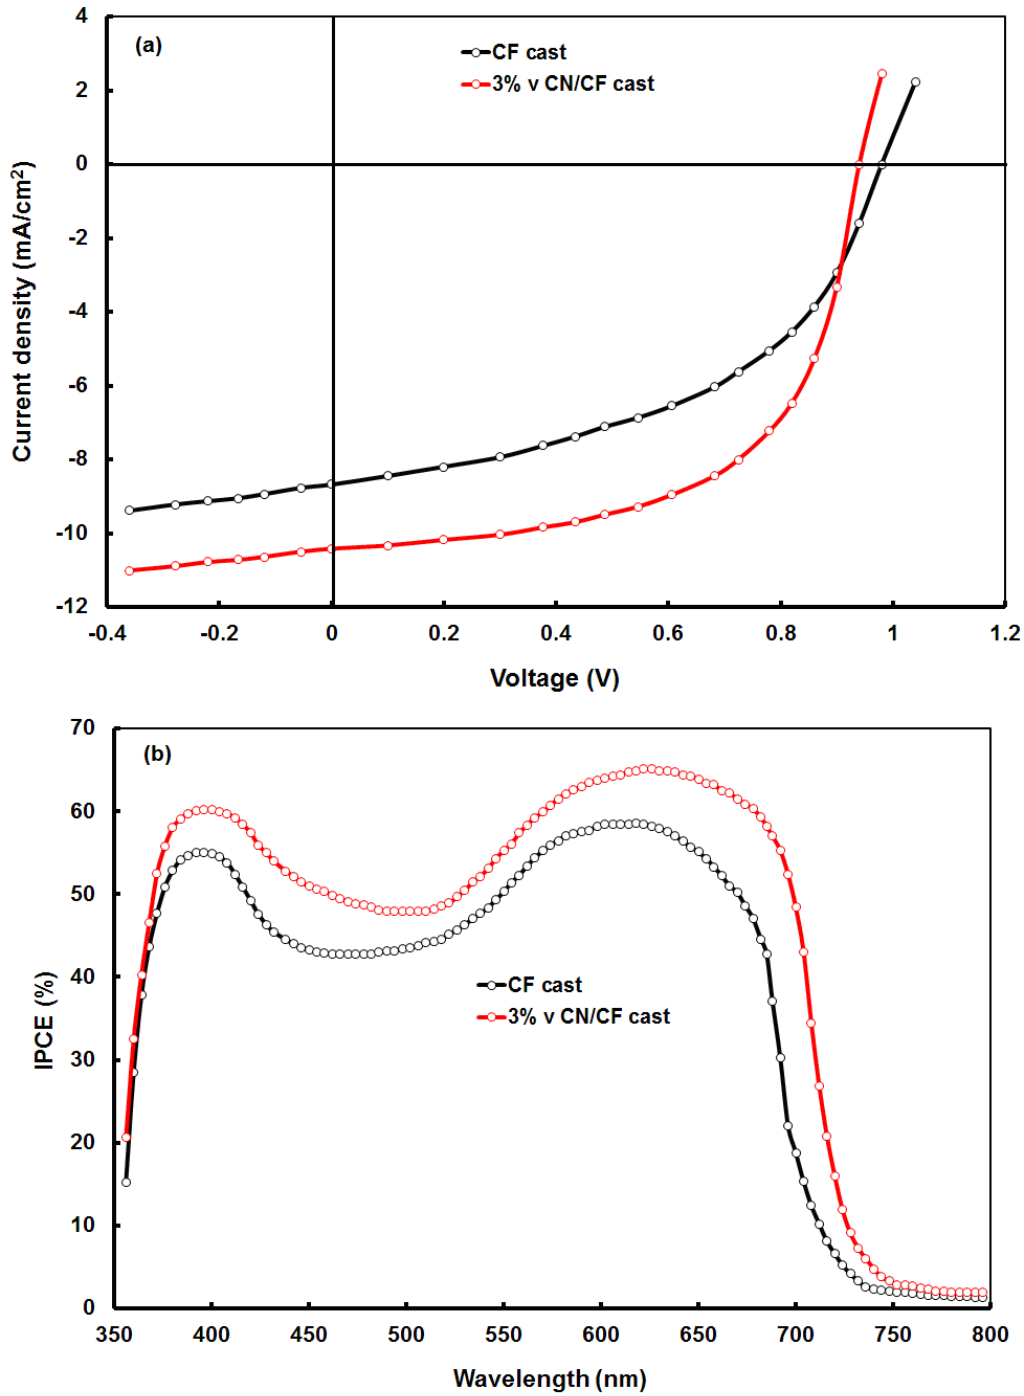 4
(a)
CF cast
3% v CN/CF cast
2
0
-2
-4
-6
-8
-10
-12
Current density (mA/cm²)
-0.4 -0.2 0 0.2 0.4 0.6 0.8 1 1.2
Voltage (V)
70
(b)
60
50
40
CF cast
3% v CN/CF cast
30
20
10
0
IPCE (%)
350 400 450 500 550 600 650 700 750 800
Wavelength (nm)